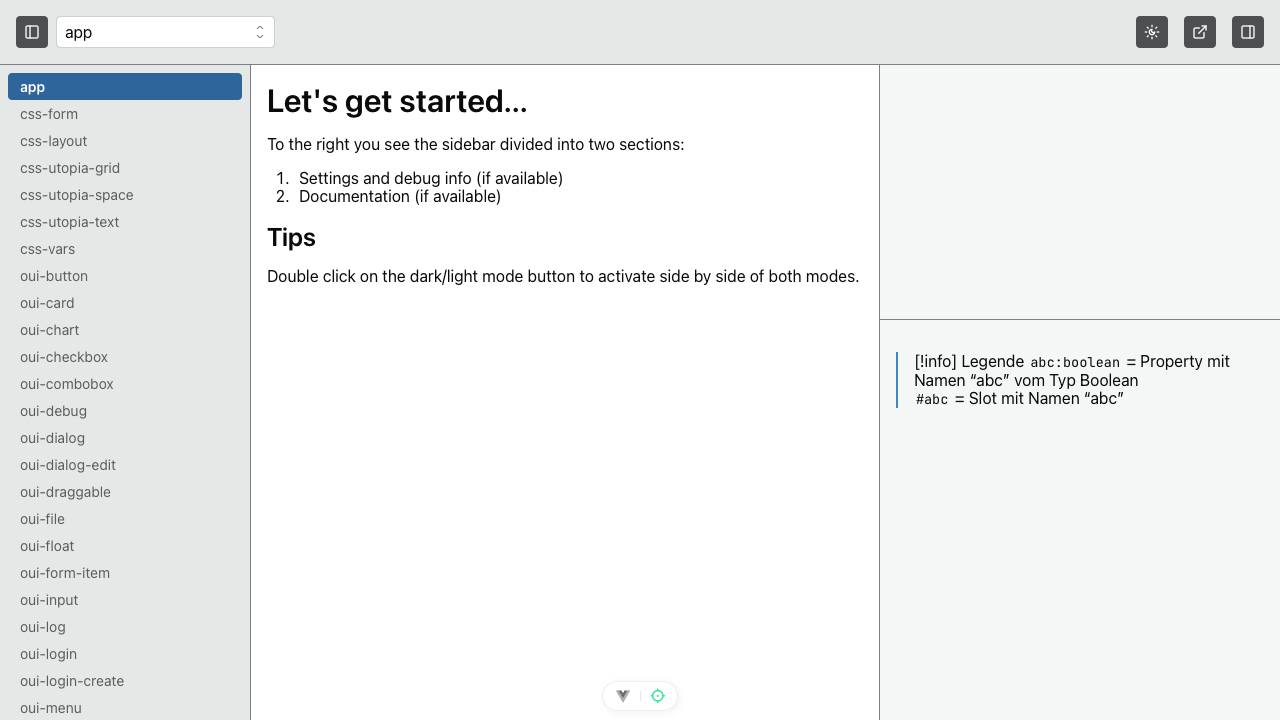 app
app
css-form
css-layout
css-utopia-grid
css-utopia-space
css-utopia-text
css-vars
oui-button
oui-card
oui-chart
oui-checkbox
oui-combobox
oui-debug
oui-dialog
oui-dialog-edit
oui-draggable
oui-file
oui-float
oui-form-item
oui-input
oui-log
oui-login
oui-login-create
oui-menu
Let's get started...
To the right you see the sidebar divided into two sections:
1. Settings and debug info (if available)
2. Documentation (if available)
Tips
Double click on the dark/light mode button to activate side by side of both modes.
[!info] Legende abc:boolean = Property mit
Namen “abc” vom Typ Boolean
#abc = Slot mit Namen “abc”